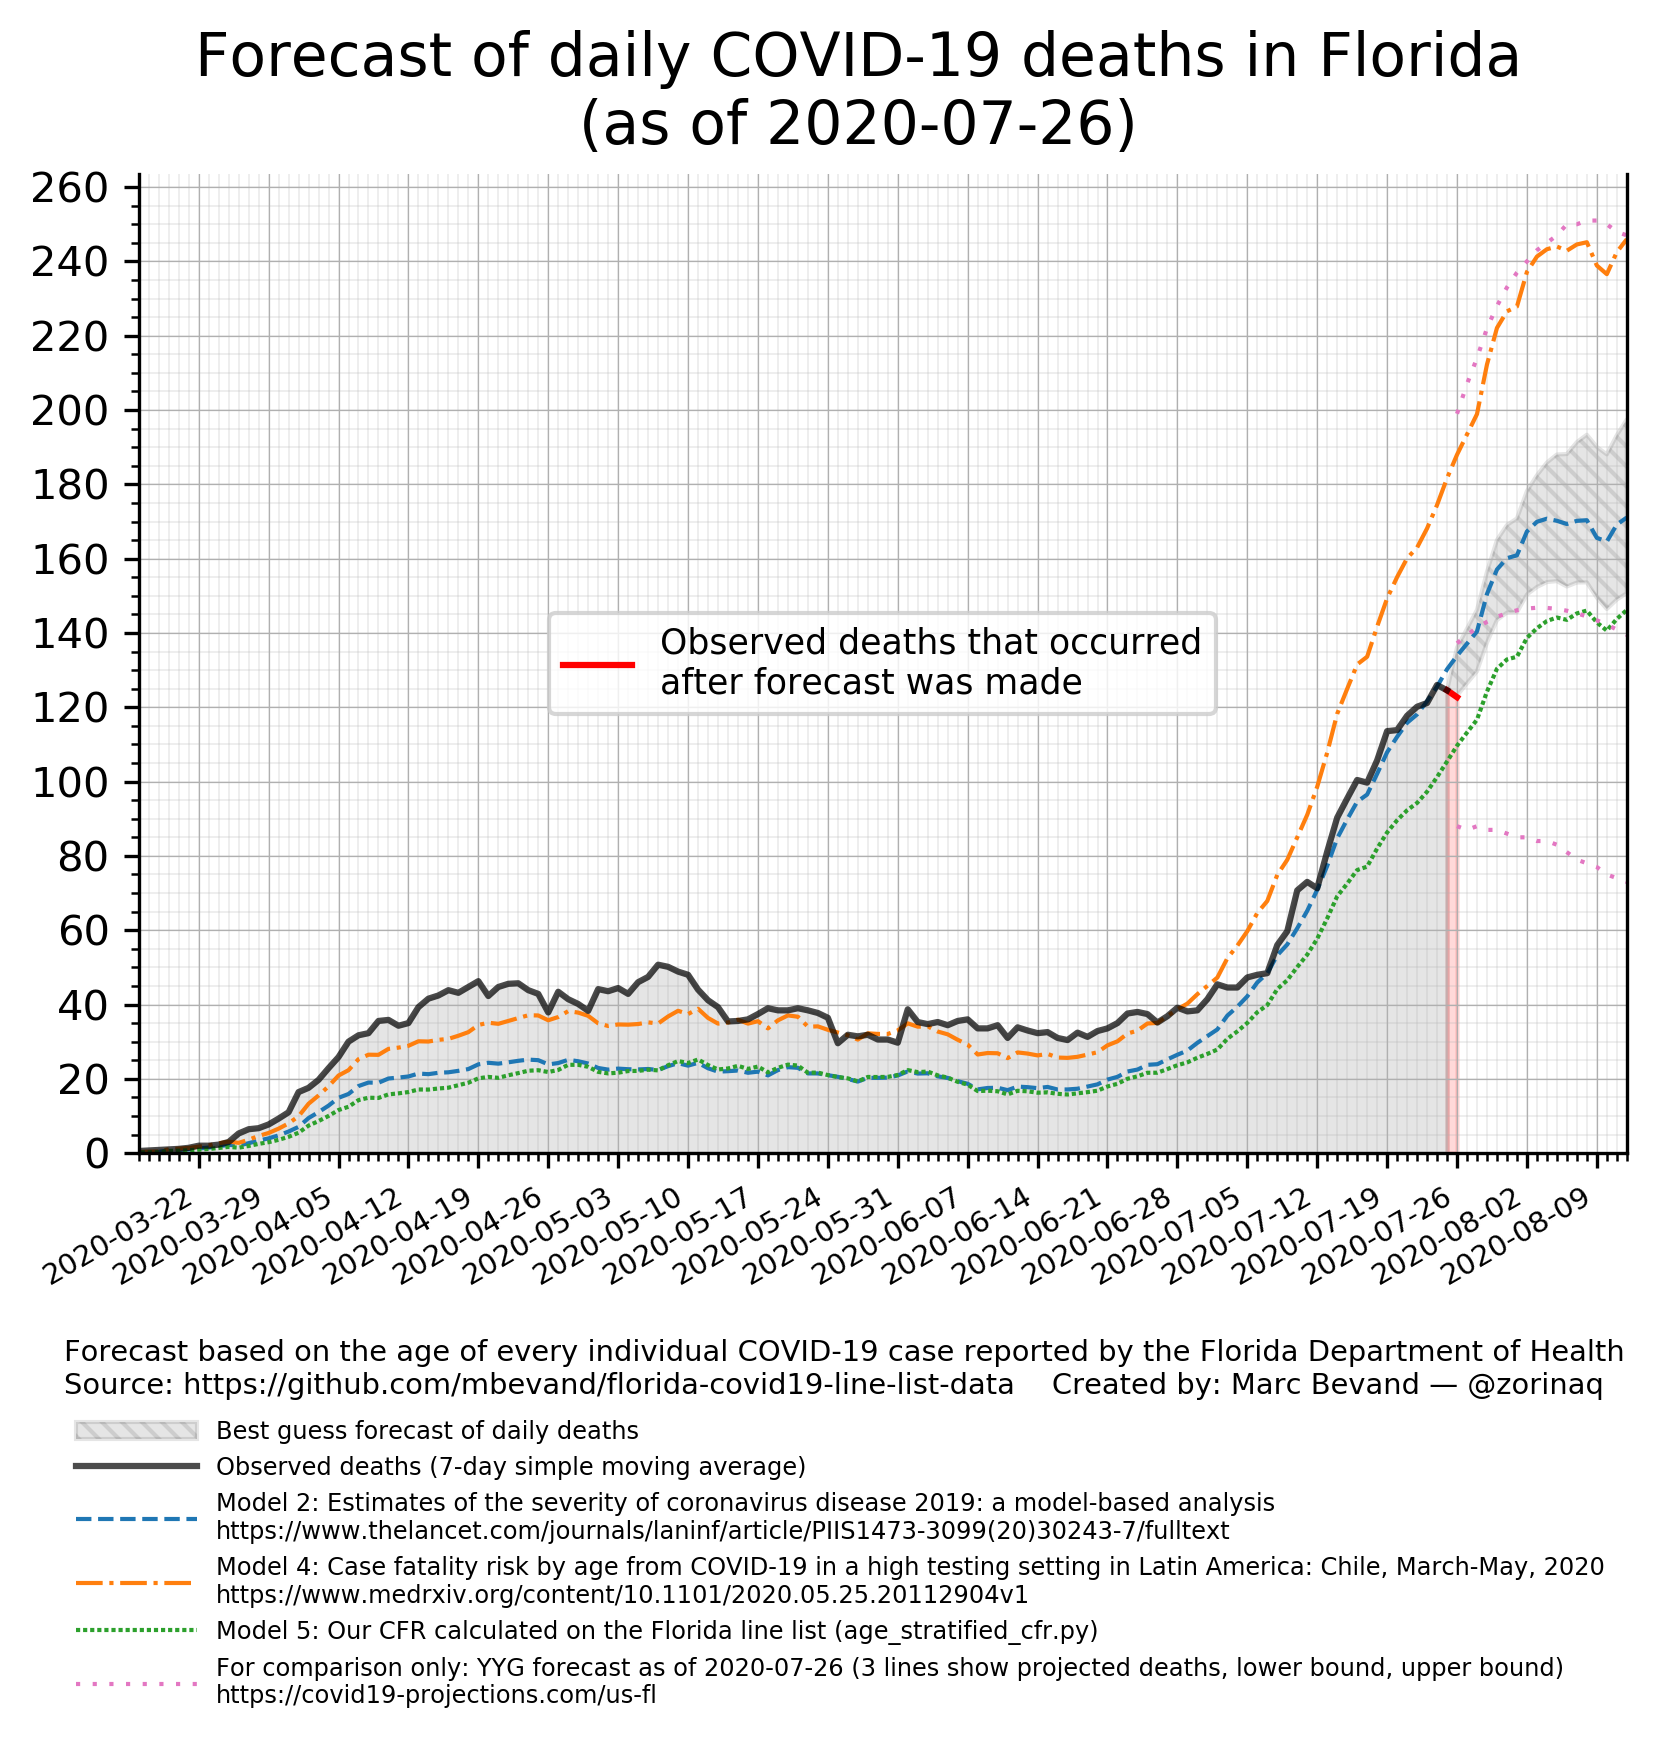 Forecast of daily COVID-19 deaths in Florida
(as of 2020-07-26)
260
240
220
200
180
160
140
120
100
80
60
40
20
0
Observed deaths that occurred
after forecast was made
2020-03-22
2020-03-29
2020-04-05
2020-04-12
2020-04-19
2020-04-26
2020-05-03
2020-05-10
2020-05-17
2020-05-24
2020-05-31
2020-06-07
2020-06-14
2020-06-21
2020-06-28
2020-07-05
2020-07-12
2020-07-19
2020-07-26
2020-08-02
2020-08-09
Forecast based on the age of every individual COVID-19 case reported by the Florida Department of Health
Source: https://github.com/mbevand/florida-covid19-line-list-data Created by: Marc Bevand — @zorinaq
Best guess forecast of daily deaths
Observed deaths (7-day simple moving average)
Model 2: Estimates of the severity of coronavirus disease 2019: a model-based analysis
https://www.thelancet.com/journals/laninf/article/PIIS1473-3099(20)30243-7/fulltext
Model 4: Case fatality risk by age from COVID-19 in a high testing setting in Latin America: Chile, March-May, 2020
https://www.medrxiv.org/content/10.1101/2020.05.25.20112904v1
Model 5: Our CFR calculated on the Florida line list (age_stratified_cfr.py)
For comparison only: YYG forecast as of 2020-07-26 (3 lines show projected deaths, lower bound, upper bound)
https://covid19-projections.com/us-fl